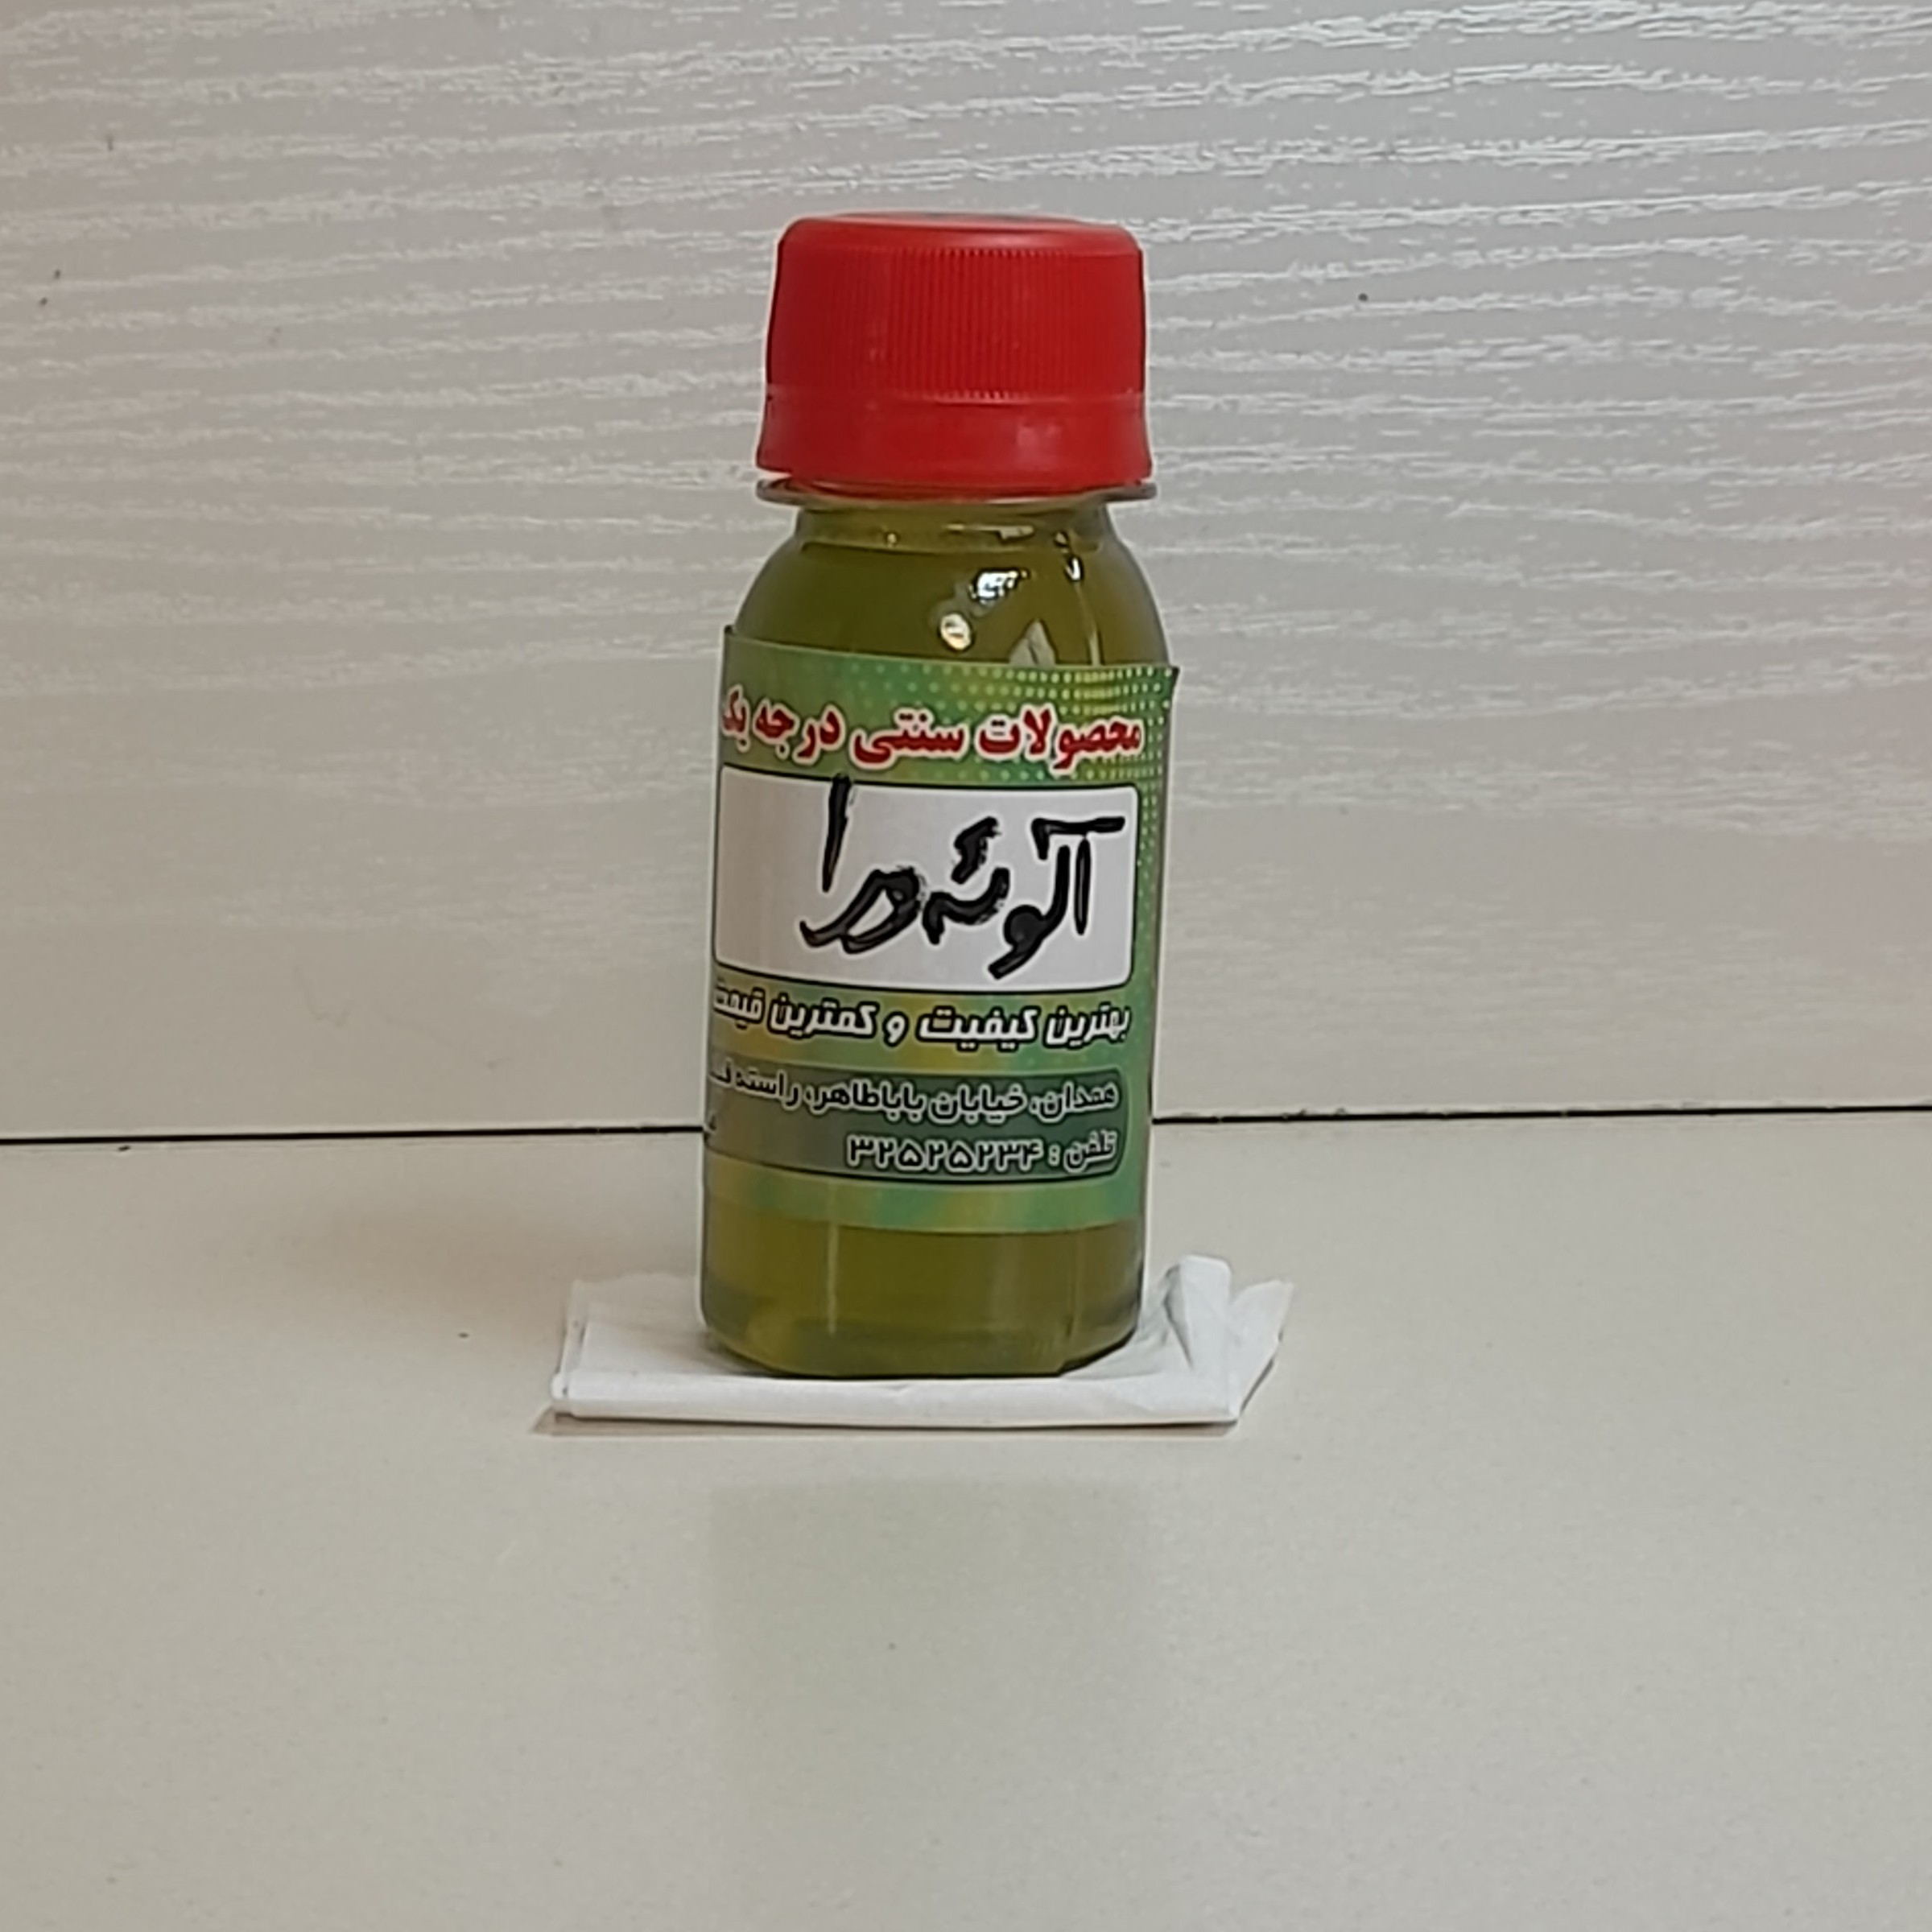 محصولات سنتی درجه یک
آلوئه ورا
بهترین کیفیت و کمترین قیمت
همدان، خیابان باباطاهر، راسته
تلفن : ۳۲۵۲۵۲۳۴